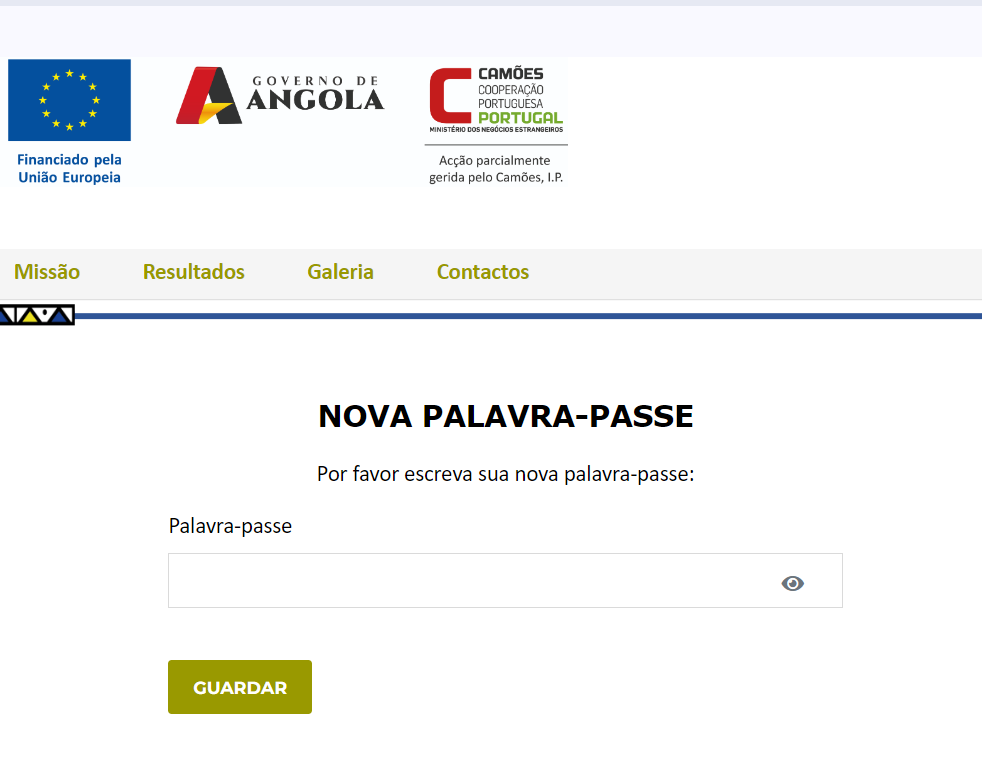 Financiado pela
União Europeia
GOVERNO DE
ANGOLA
CAMÕES
COOPERAÇÃO
PORTUGUESA
PORTUGAL
MINISTÉRIO DOS NEGÓCIOS ESTRANGEIROS
Acção parcialmente
gerida pelo Camões, I.P.
Missão Resultados Galeria Contactos
NOVA PALAVRA-PASSE
Por favor escreva sua nova palavra-passe:
Palavra-passe
GUARDAR